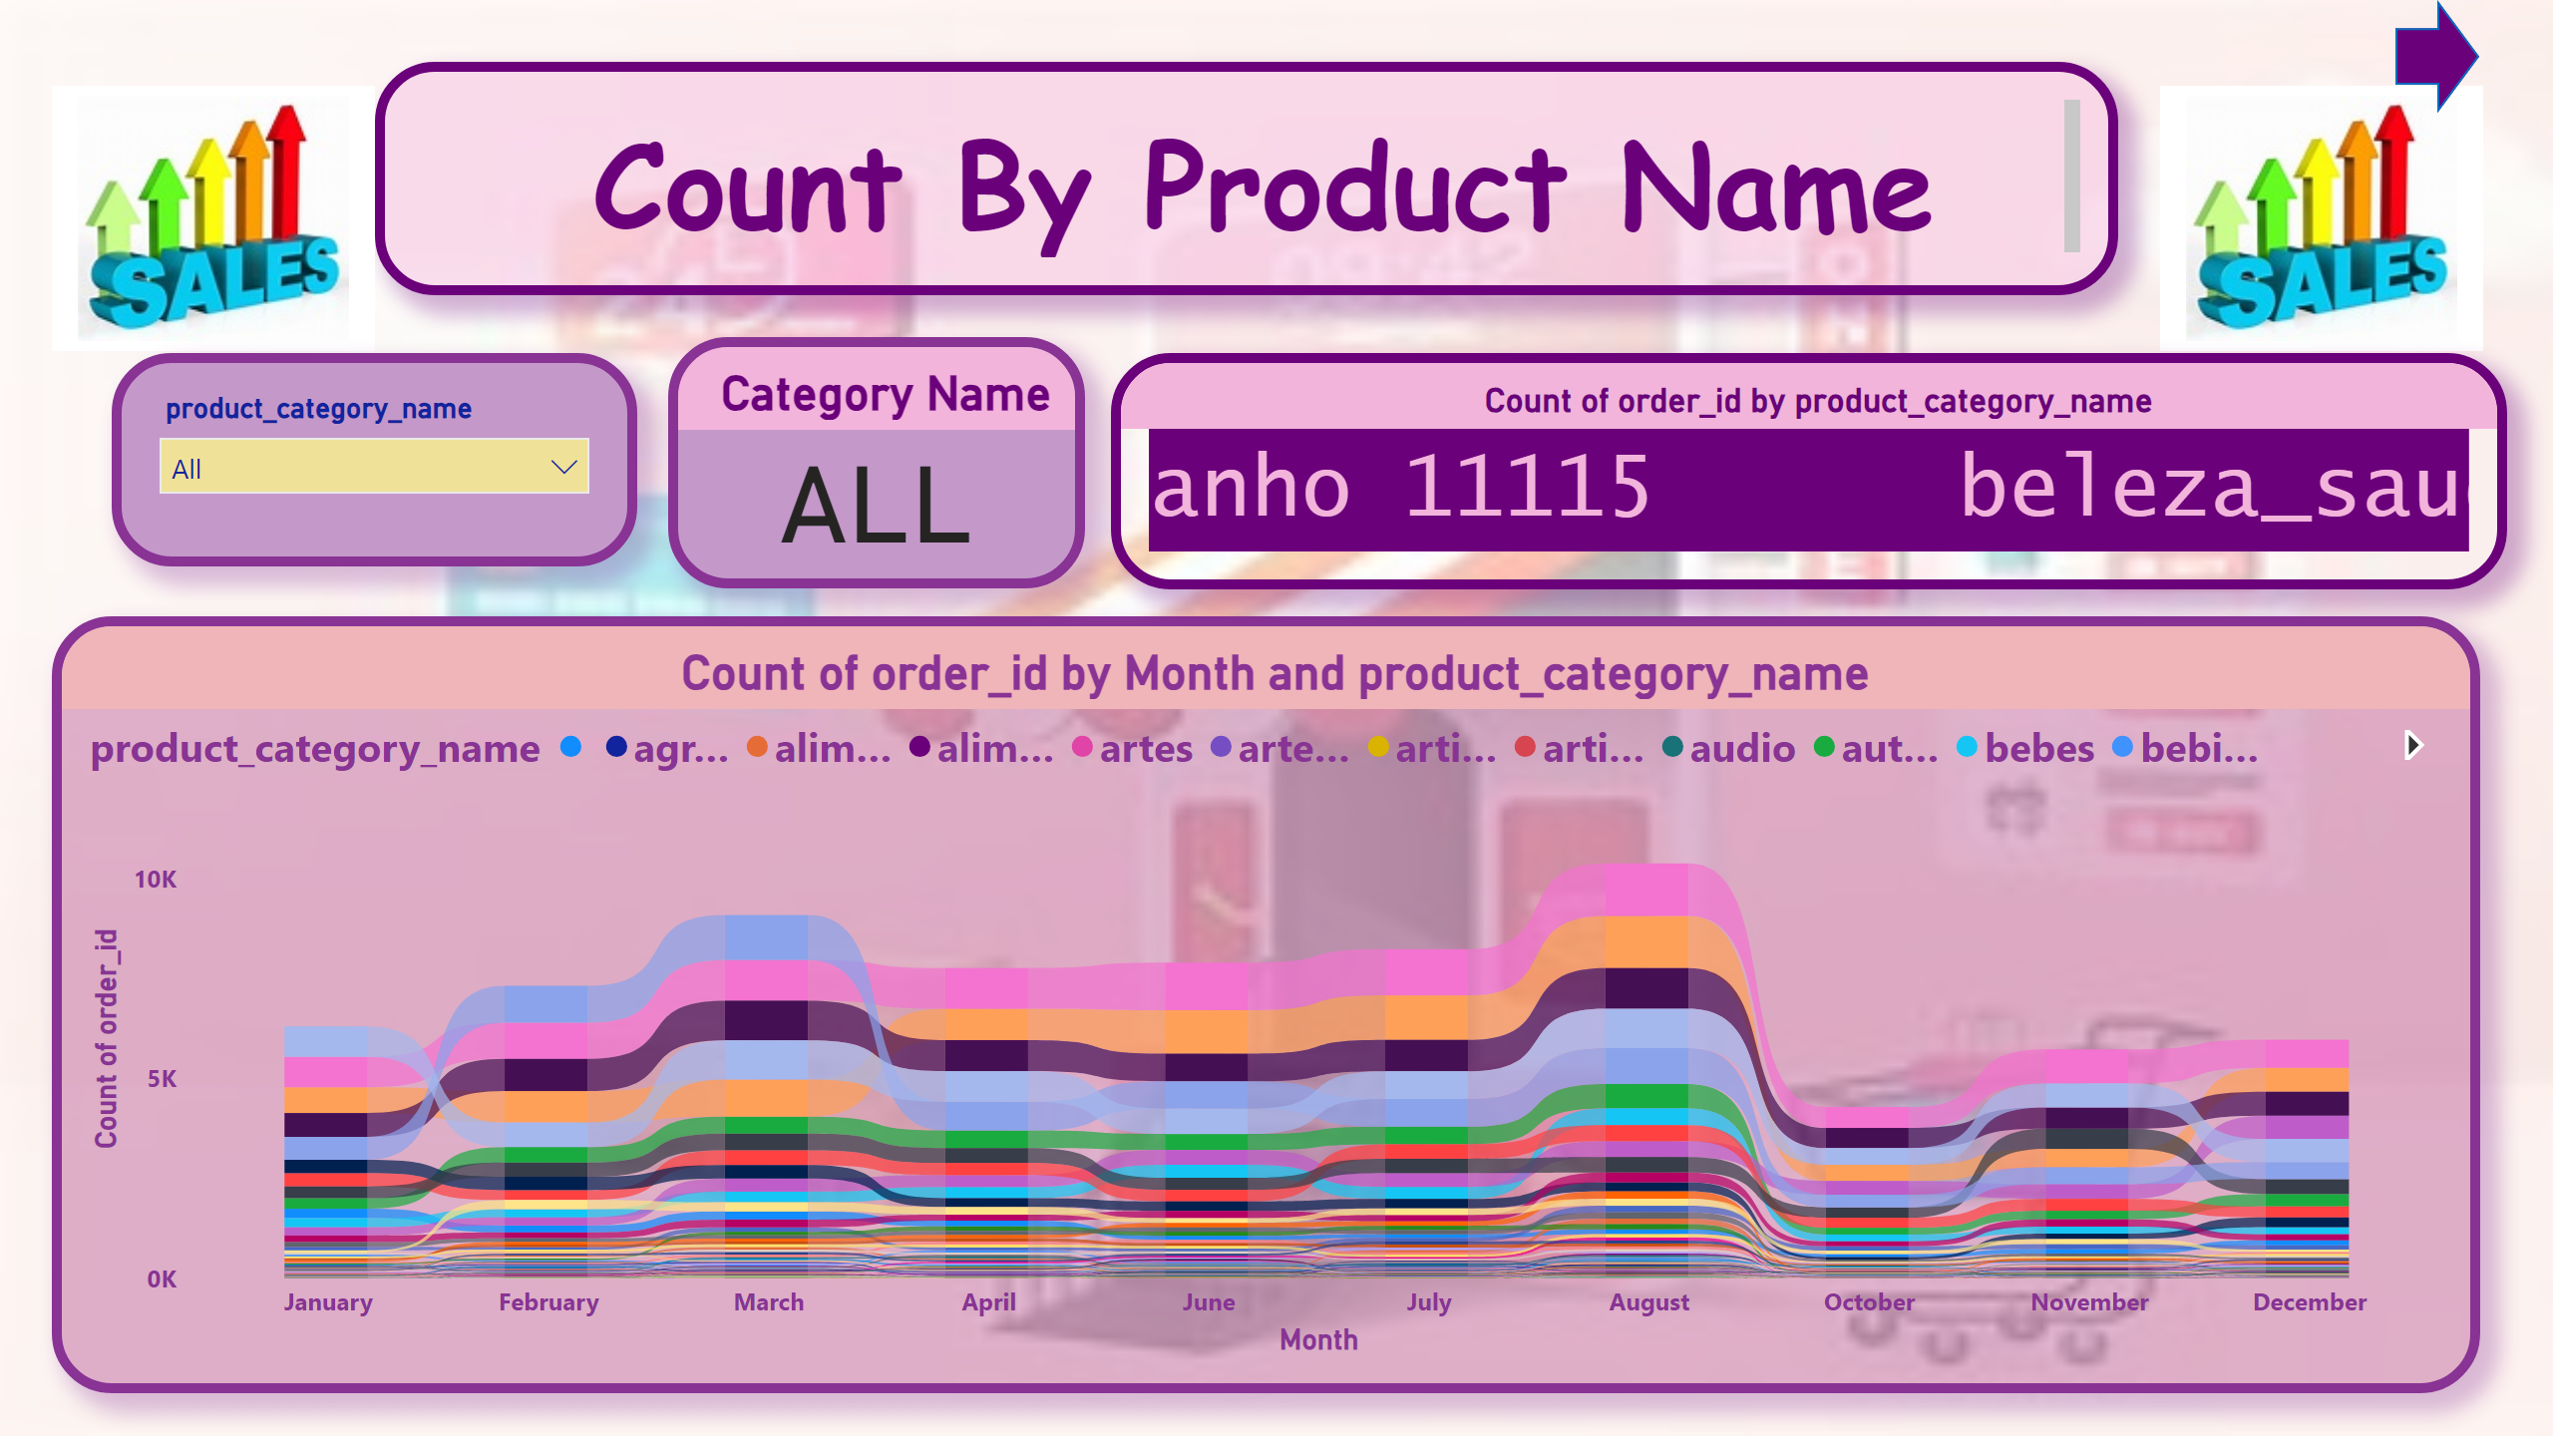 Count By Product Name
SALES
SALES
product_category_name
All
Category Name
ALL
Count of order_id by product_category_name
anho 11115 beleza_sau
Count of order_id by Month and product_category_name
product_category_name agr... alim... alim... artes arte... arti... arti... audio aut... bebes bebi...
Count of order_id
10K
5K
0K
January February March April June July August October November December
Month